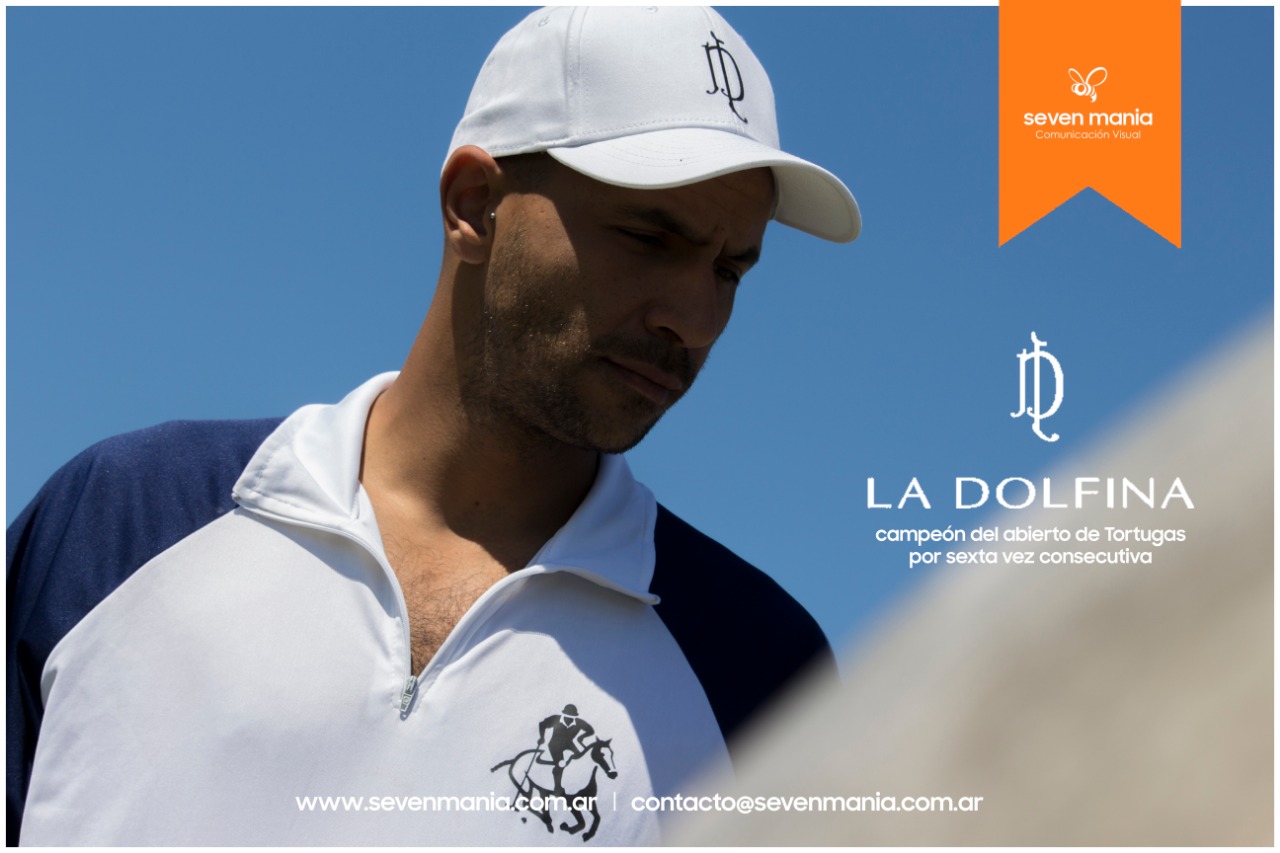 seven mania
Comunicación Visual
LA DOLFINA
campeón del abierto de Tortugas
por sexta vez consecutiva
www.sevenmania.com.ar | contacto@sevenmania.com.ar